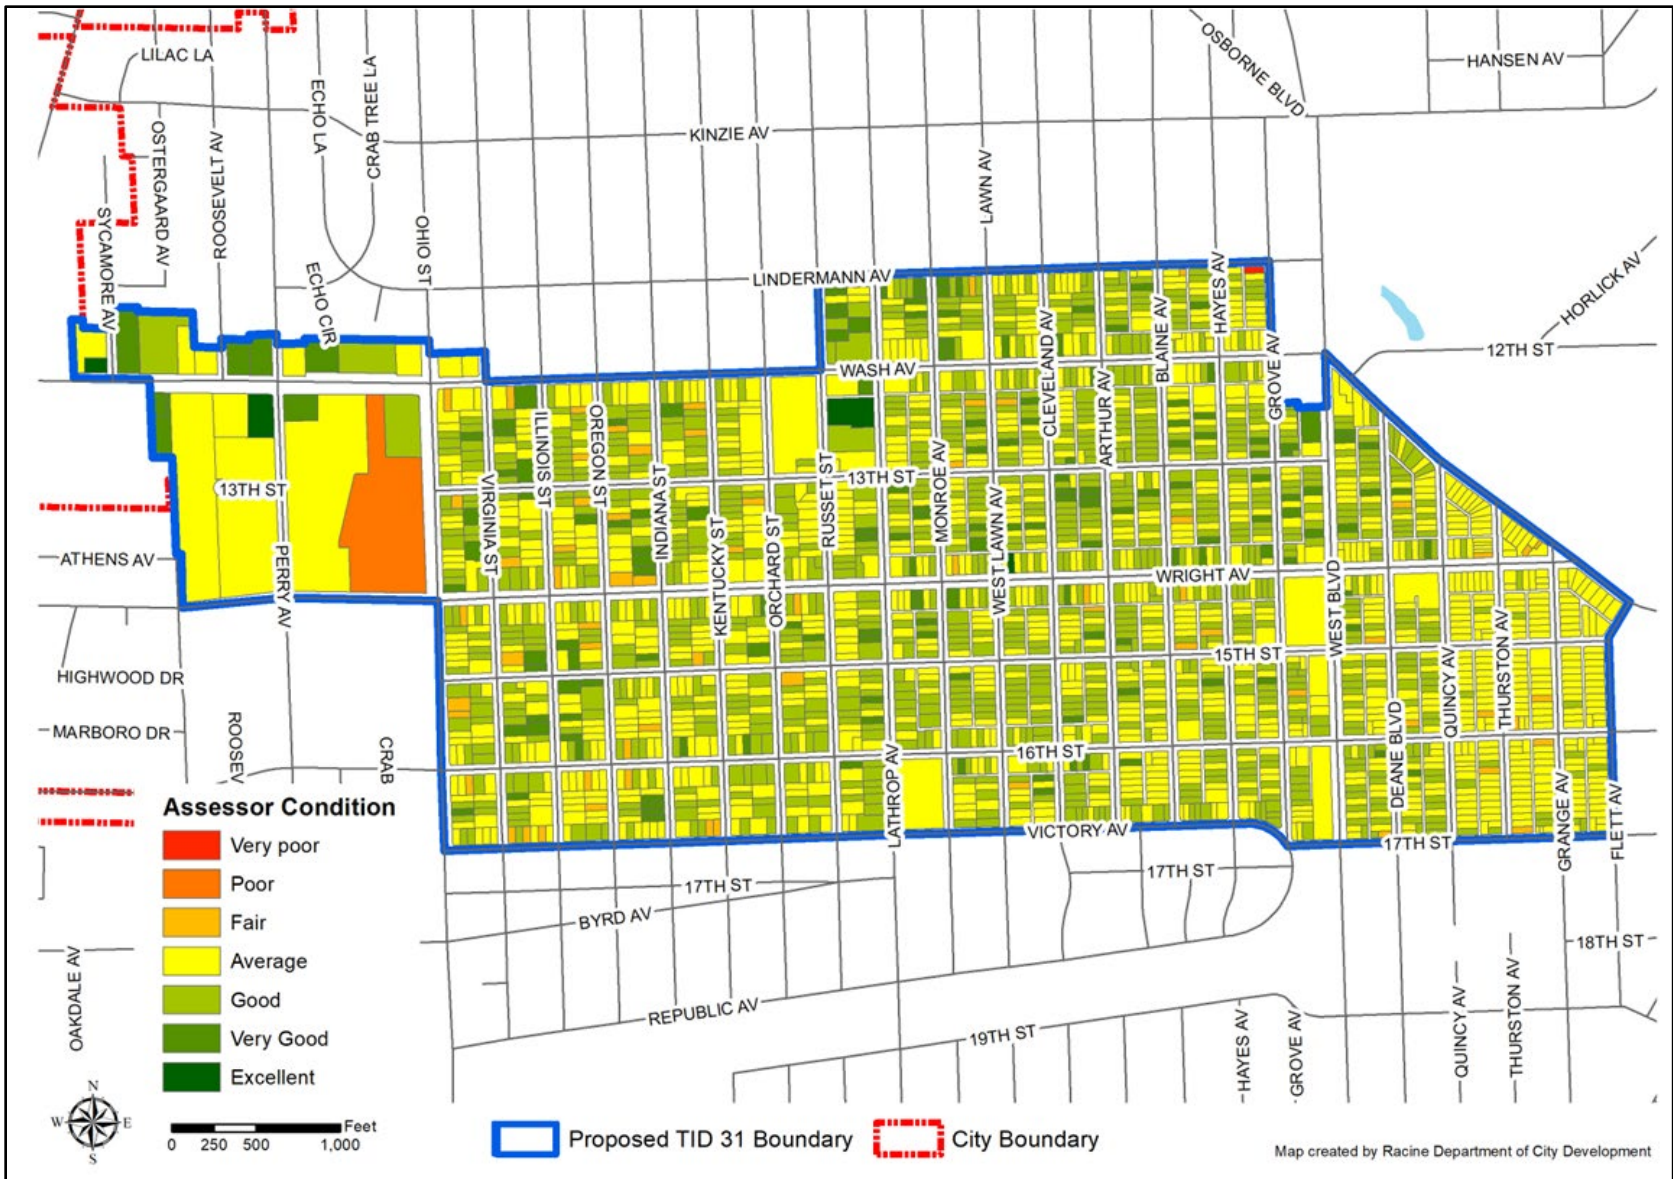 LILAC LA
OSBORNE BLVD
HANSEN AV
ECHO LA
CRAB TREE LA
KINZIE AV
OSTERGAARD AV
ROOSEVELT AV
LAWN AV
SYCAMORE AV
OHIO ST
ECHO CIR
LINDERMANN AV
HAYES AV
HORLICK AV
BLAINE AV
CLEVELAND AV
12TH ST
WASH AV
GROVE AV
ARTHUR AV
ILLINOIS ST
OREGON ST
INDIANA ST
RUSSET ST
MONROE AV
13TH ST
13TH ST
VIRGINIA ST
KENTUCKY ST
ORCHARD ST
WEST LAWN AV
ATHENS AV
PERRY AV
WRIGHT AV
WEST BLVD
15TH ST
HIGHWOOD DR
QUINCY AV
THURSTON AV
MARBORO DR
ROOSEV
CRAB
DEANE BLVD
16TH ST
LATHROP AV
GRANGE AV
FLETT AV
VICTORY AV
17TH ST
17TH ST
17TH ST
BYRD AV
18TH ST
OAKDALE AV
REPUBLIC AV
19TH ST
HAYES AV
GROVE AV
QUINCY AV
THURSTON AV
Assessor Condition
Very poor
Poor
Fair
Average
Good
Very Good
Excellent
N
W E
S
Feet
0 250 500 1,000
Proposed TID 31 Boundary
City Boundary
Map created by Racine Department of City Development